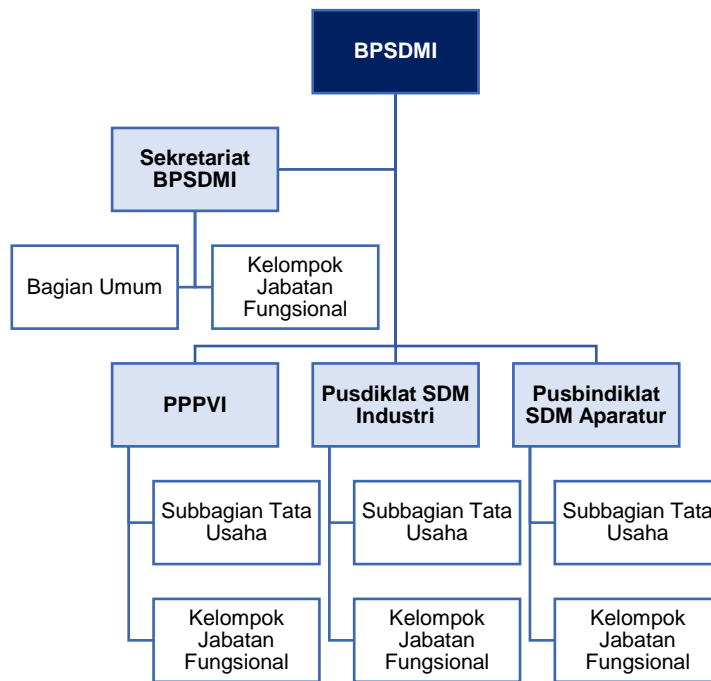 BPSDMI
Sekretariat
BPSDMI
Bagian Umum
Kelompok
Jabatan
Fungsional
PPPVI
Pusdiklat SDM
Industri
Pusbindiklat
SDM Aparatur
Subbagian Tata
Usaha
Subbagian Tata
Usaha
Subbagian Tata
Usaha
Kelompok
Jabatan
Fungsional
Kelompok
Jabatan
Fungsional
Kelompok
Jabatan
Fungsional